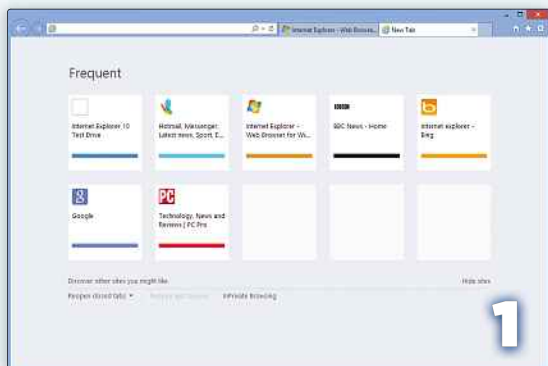 Internet Explorer - Web Browse... New Tab
Frequent
Internet Explorer 10 Test Drive
Hotmail, Messenger, Latest news, Sport, E...
Internet Explorer - Web Browser for Wi...
BBC News - Home
internet explorer - Bing
Google
Technology, News and Reviews | PC Pro
Discover other sites you might like
Hide sites
Reopen closed tabs
InPrivate Browsing
1